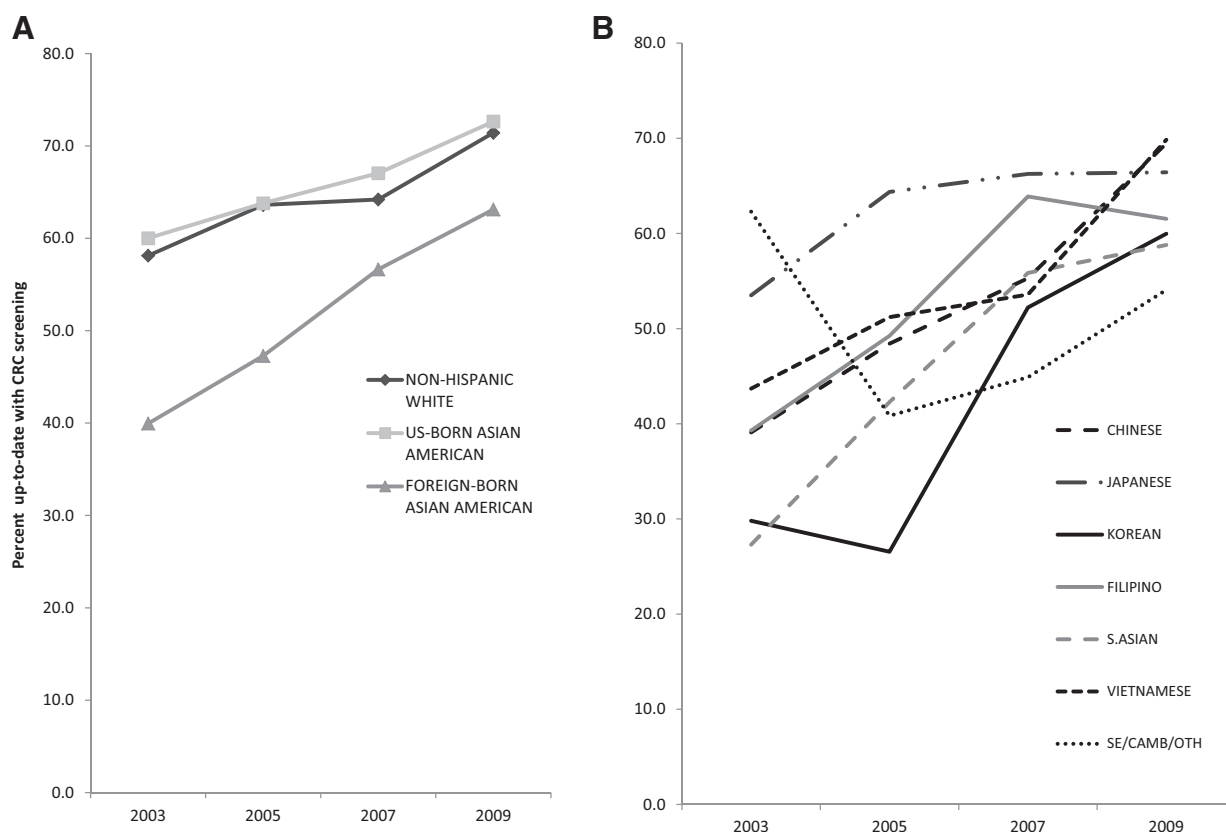 A
80.0
70.0
60.0
50.0
40.0
30.0
20.0
10.0
0.0
Percent up-to-date with CRC screening
2003 2005 2007 2009
NON-HISPANIC
WHITE
US-BORN ASIAN
AMERICAN
FOREIGN-BORN
ASIAN AMERICAN
B
80.0
70.0
60.0
50.0
40.0
30.0
20.0
10.0
0.0
2003 2005 2007 2009
CHINESE
JAPANESE
KOREAN
FILIPINO
S.ASIAN
VIETNAMESE
SE/CAMB/OTH